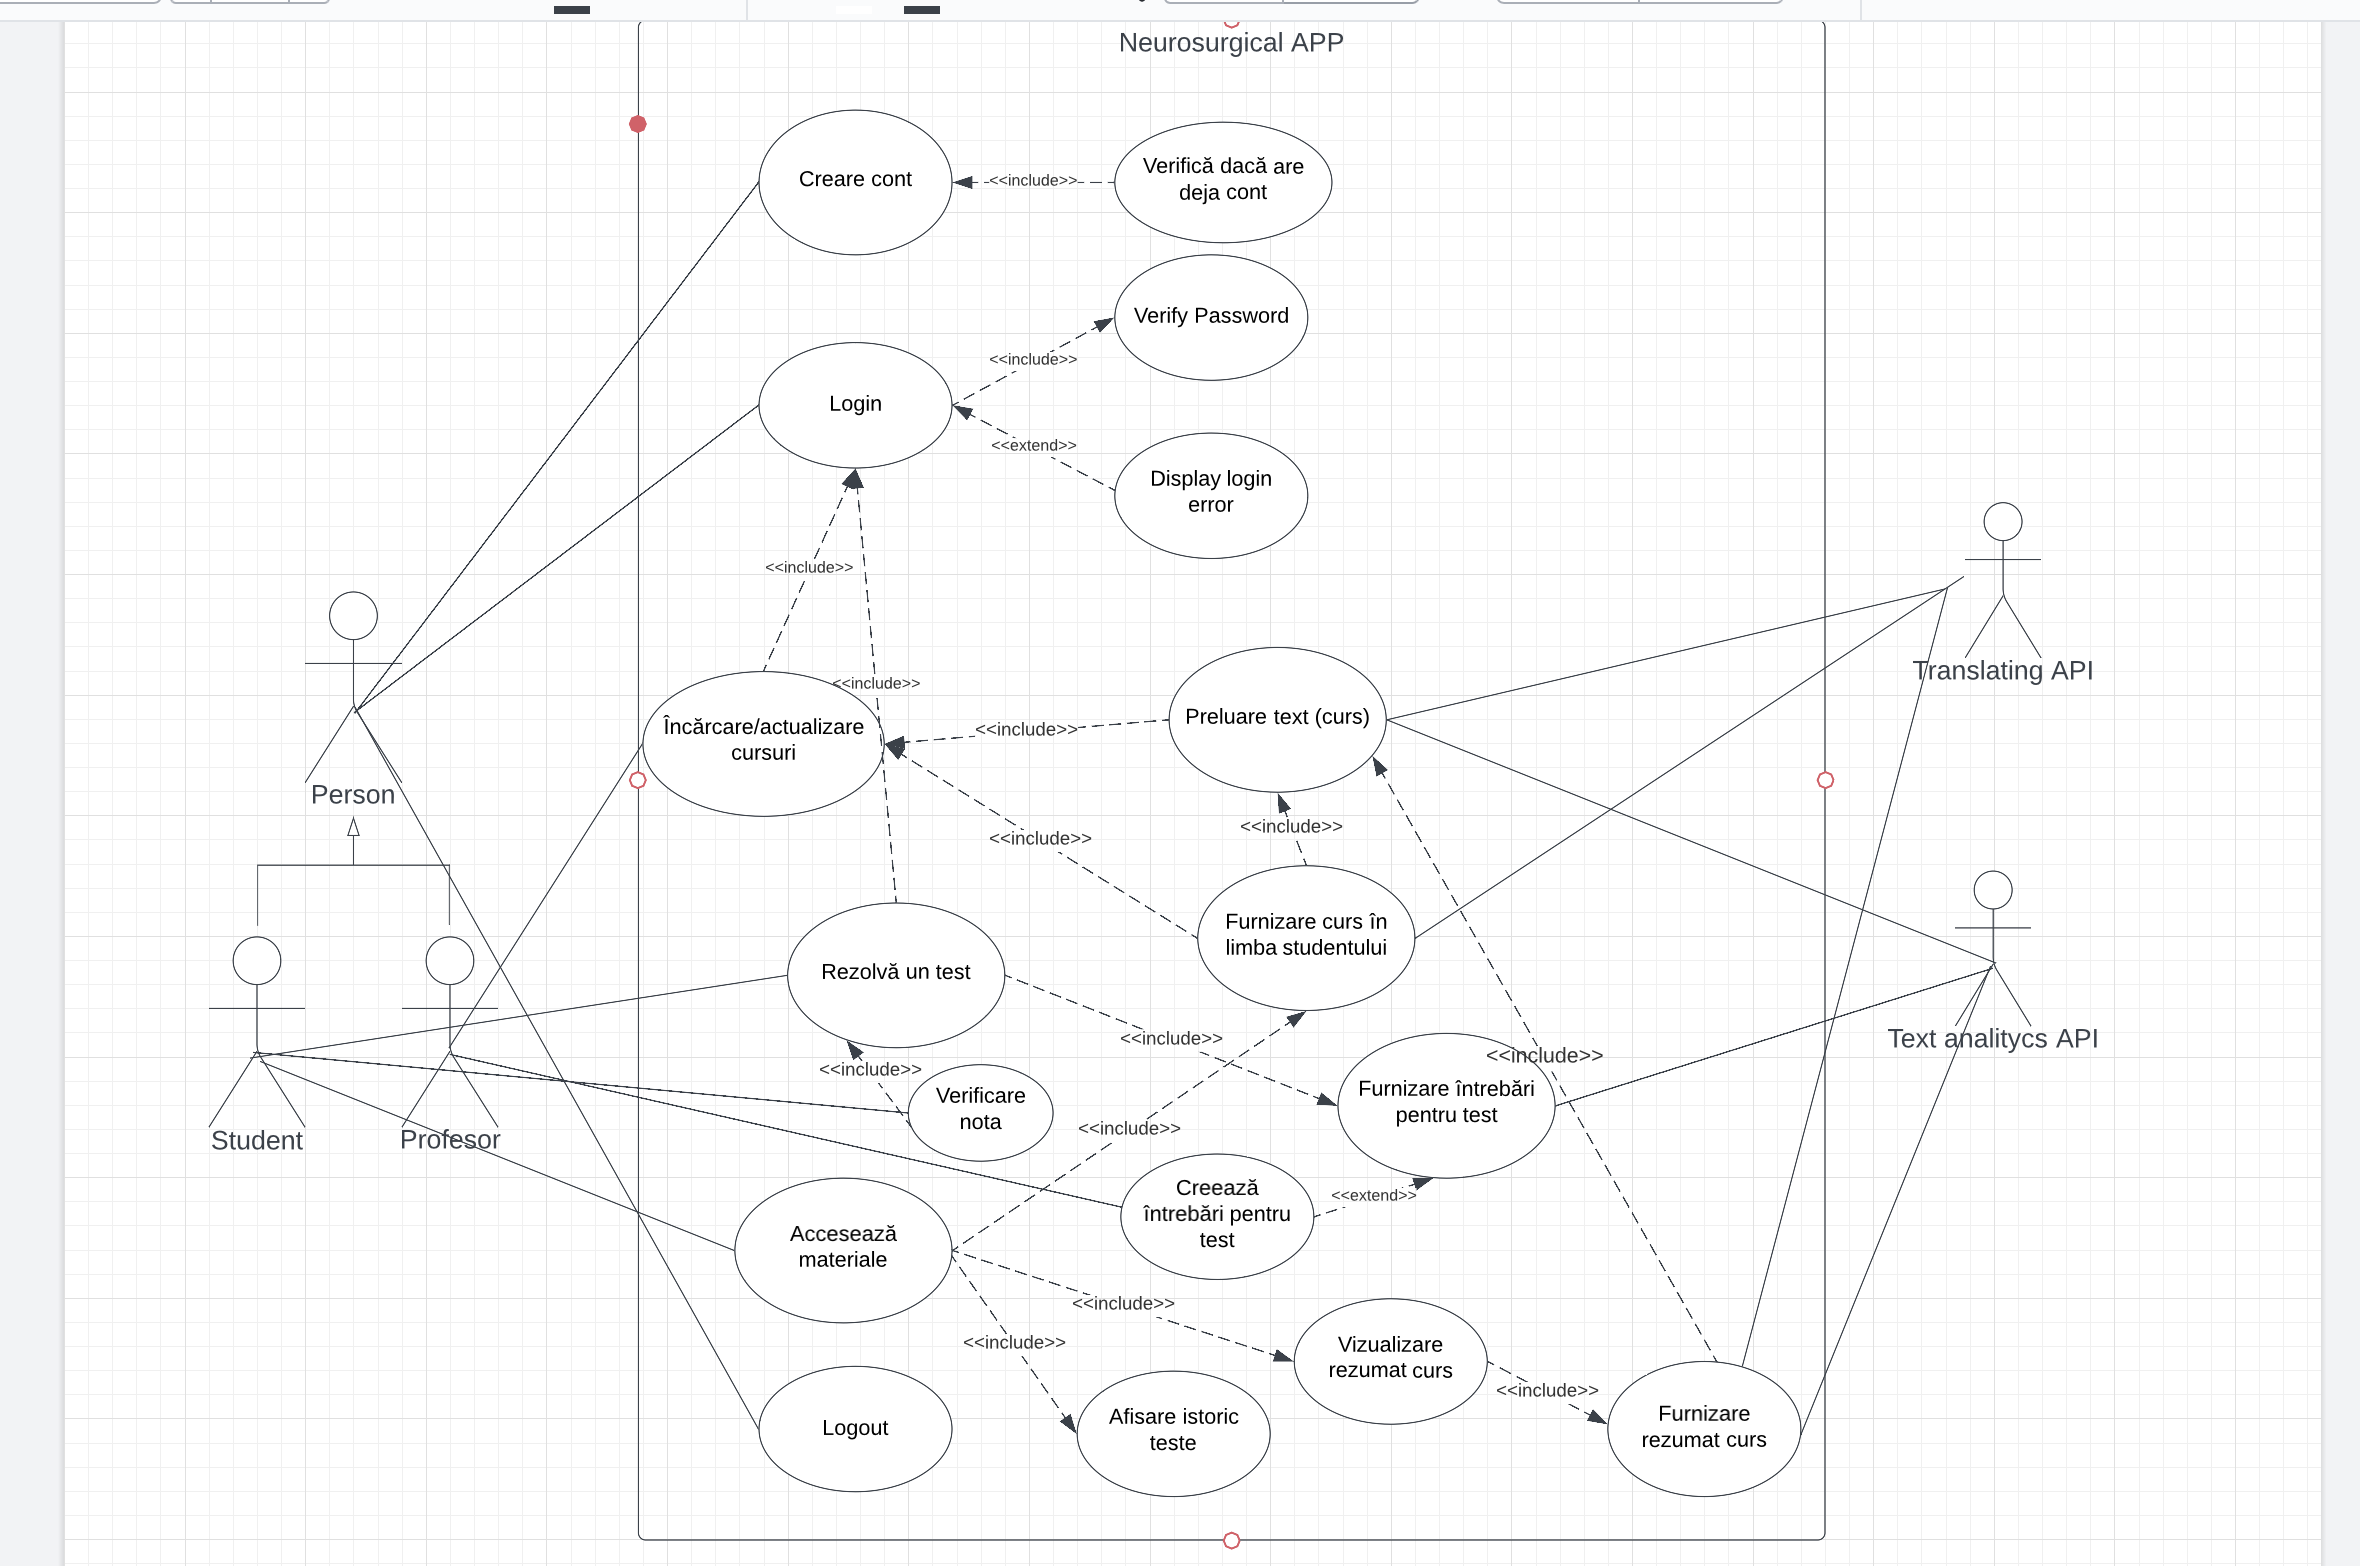 Neurosurgical APP
Creare cont
<<include>>
Verifică dacă are
deja cont
Verify Password
<<include>>
Login
<<extend>>
Display login
error
<<include>>
Translating API
<<include>>
Person
Încărcare/actualizare
cursuri
<<include>>
Preluare text (curs)
<<include>>
<<include>>
Furnizare curs în
limba studentului
Rezolvă un test
<<include>>
Text analitycs API
<<include>>
<<include>>
Verificare
nota
Furnizare întrebări
pentru test
Student
Profesor
<<include>>
Creează
întrebări pentru
test
<<extend>>
Accesează
materiale
<<include>>
<<include>>
Vizualizare
rezumat curs
<<include>>
Logout
Afisare istoric
teste
Furnizare
rezumat curs